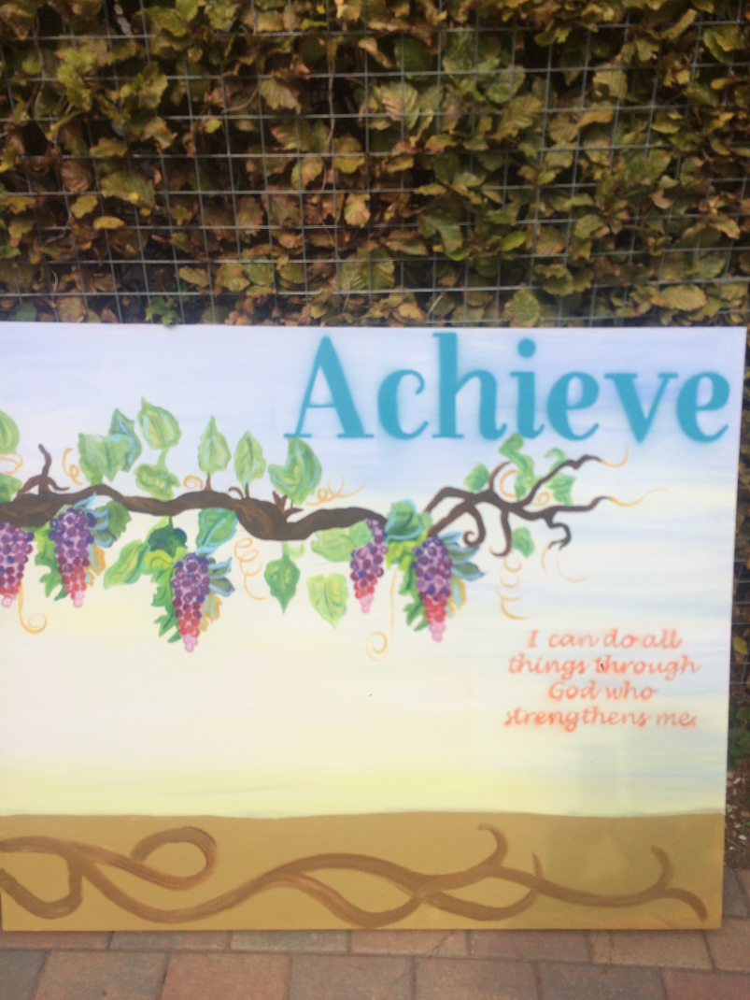 Achieve
I can do all
things through
God who
strengthens me.